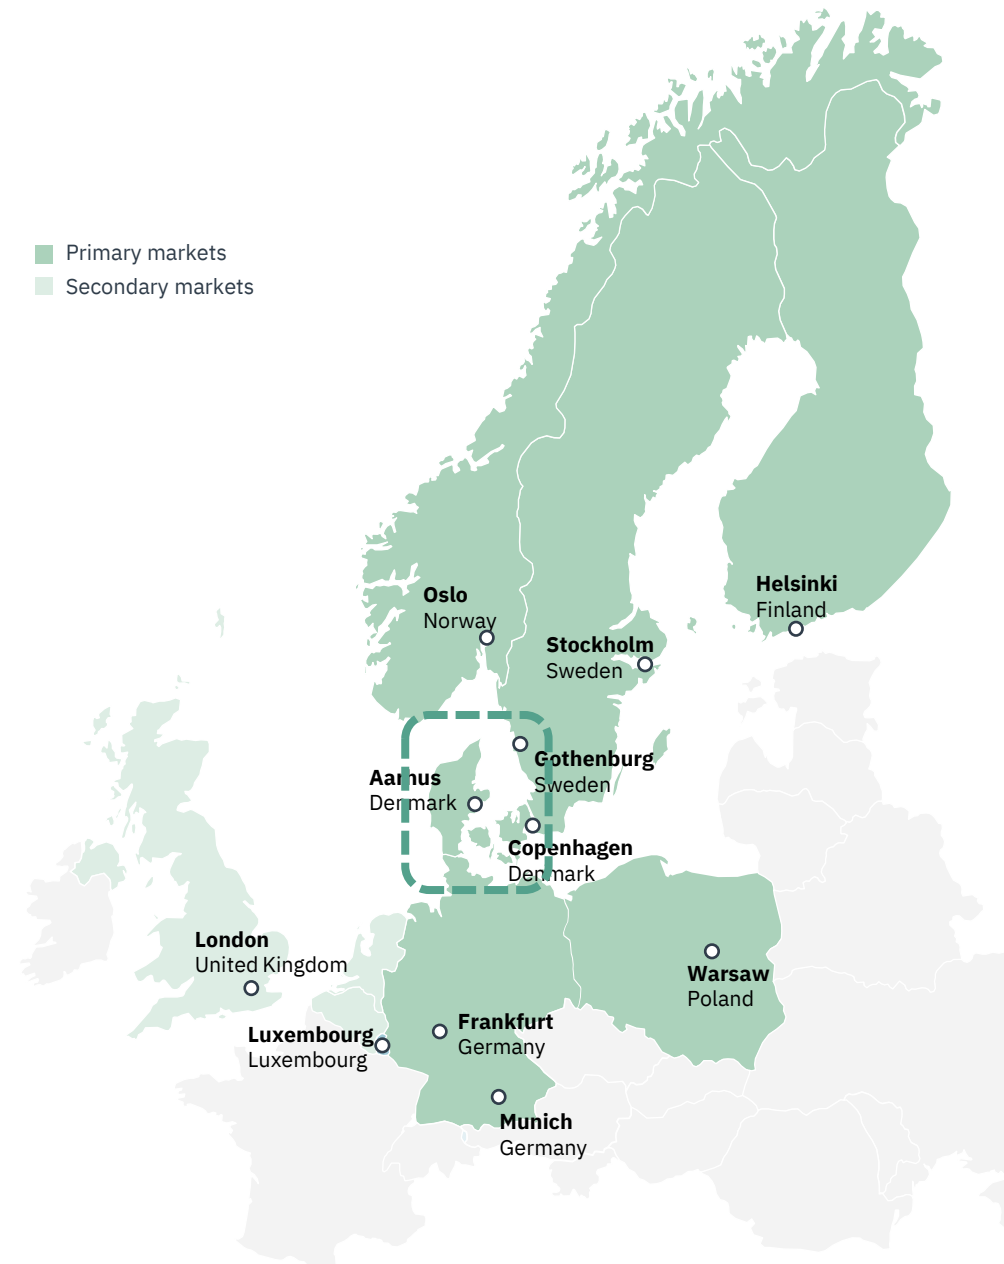 Primary markets
Secondary markets
Helsinki
Finland
Oslo
Norway
Stockholm
Sweden
Gothenburg
Sweden
Aarhus
Denmark
Copenhagen
Denmark
London
United Kingdom
Warsaw
Poland
Frankfurt
Germany
Luxembourg
Luxembourg
Munich
Germany